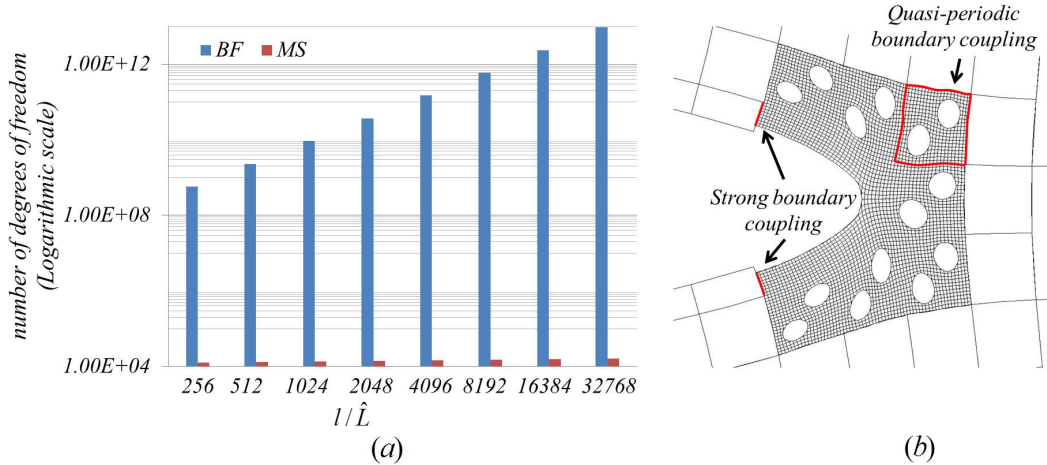 number of degrees of freedom
(Logarithmic scale)
BF MS
1.00E+12
1.00E+08
1.00E+04
256 512 1024 2048 4096 8192 16384 32768
l / L̂
(a)
Quasi-periodic
boundary coupling
Strong boundary
coupling
(b)